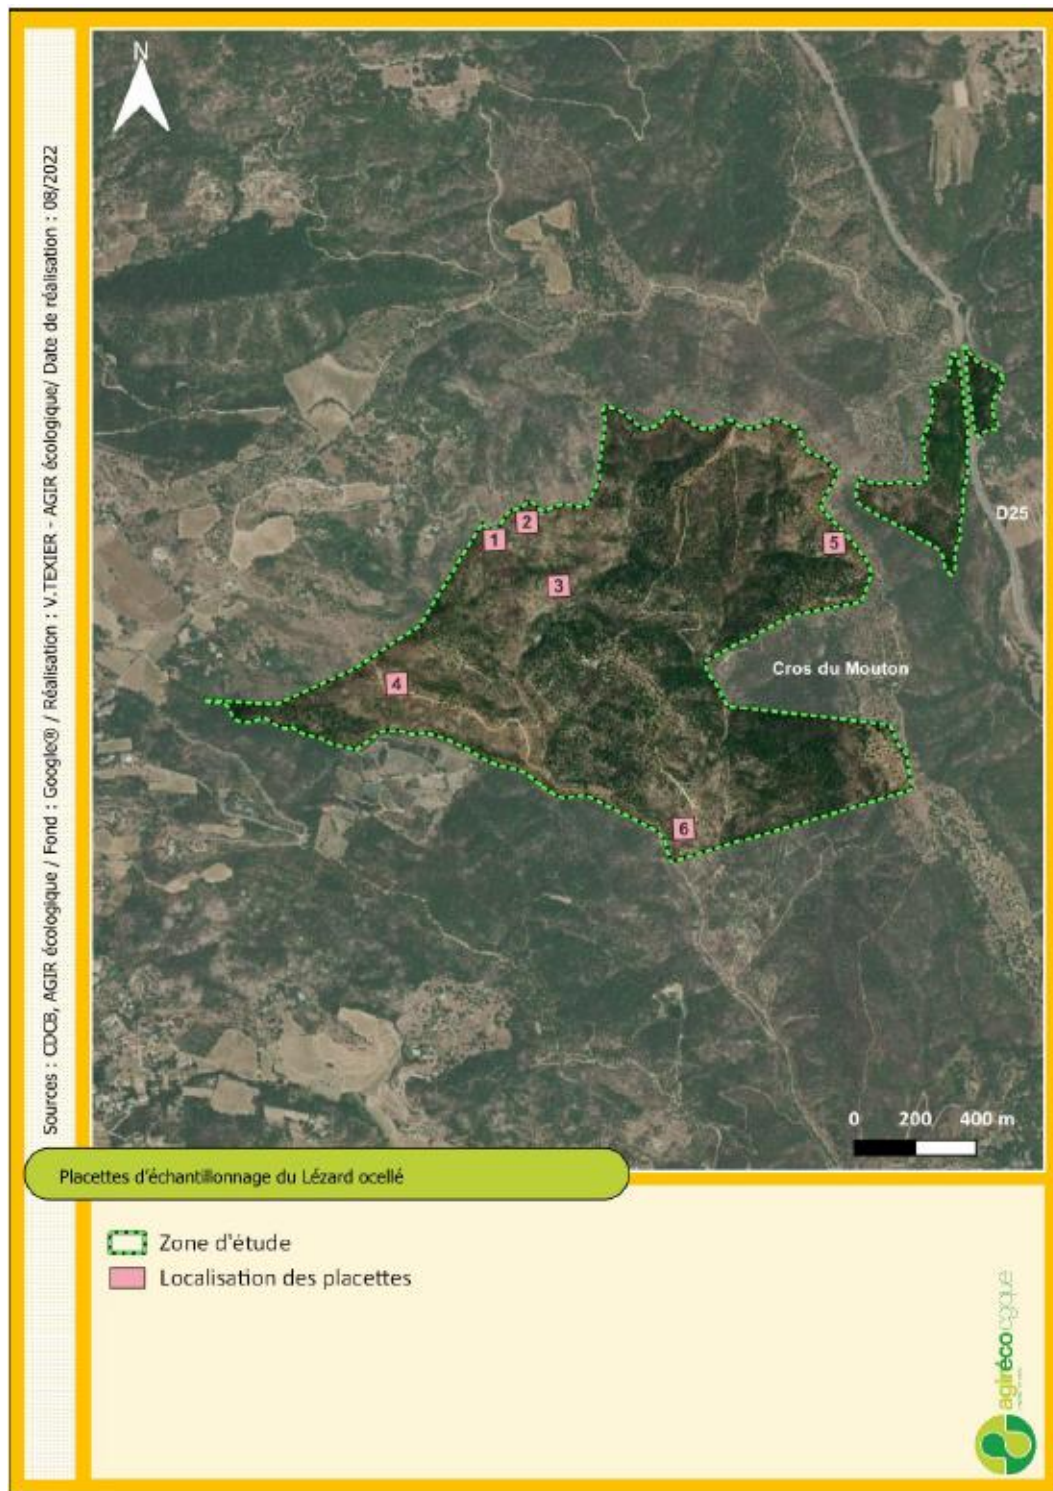 N
Sources : CDCB, AGIR écologique / Fond : Google® / Réalisation : V.TEXIER - AGIR écologique/ Date de réalisation : 08/2022
D25
1
2
3
4
5
6
Cros du Mouton
0 200 400 m
Placettes d'échantillonnage du Lézard ocellé
Zone d'étude
Localisation des placettes